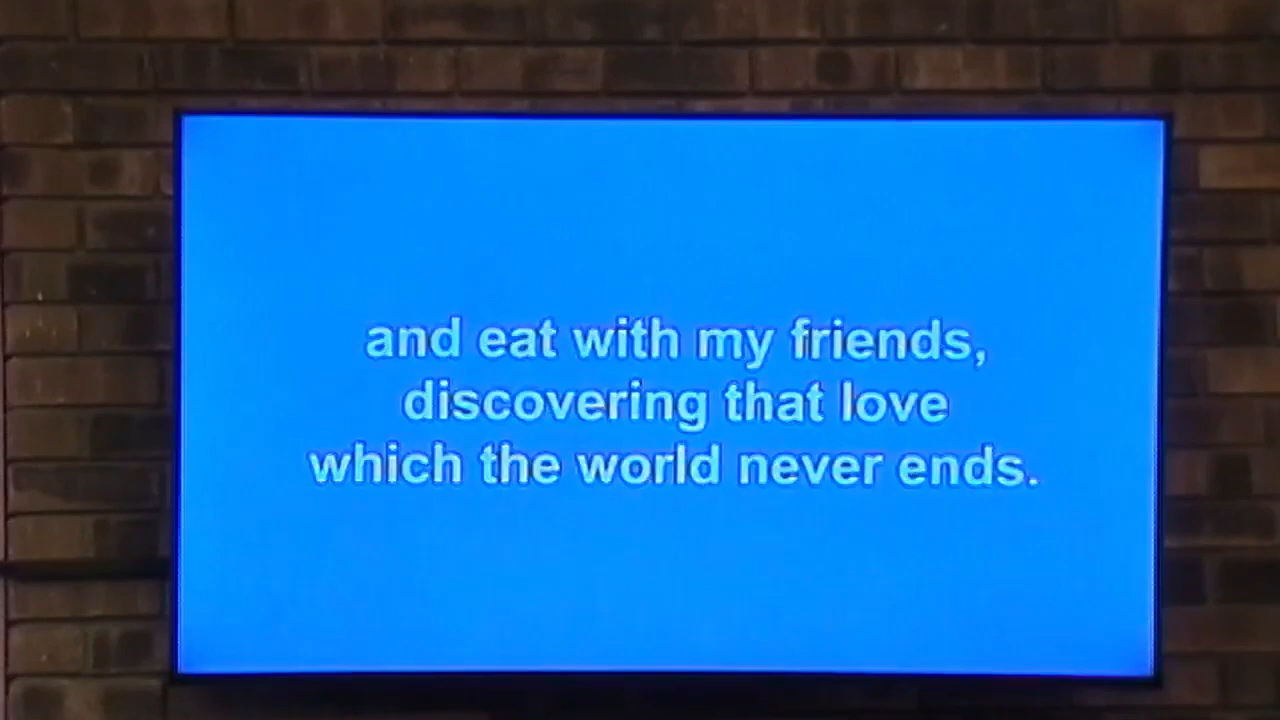 and eat with my friends,
discovering that love
which the world never ends.